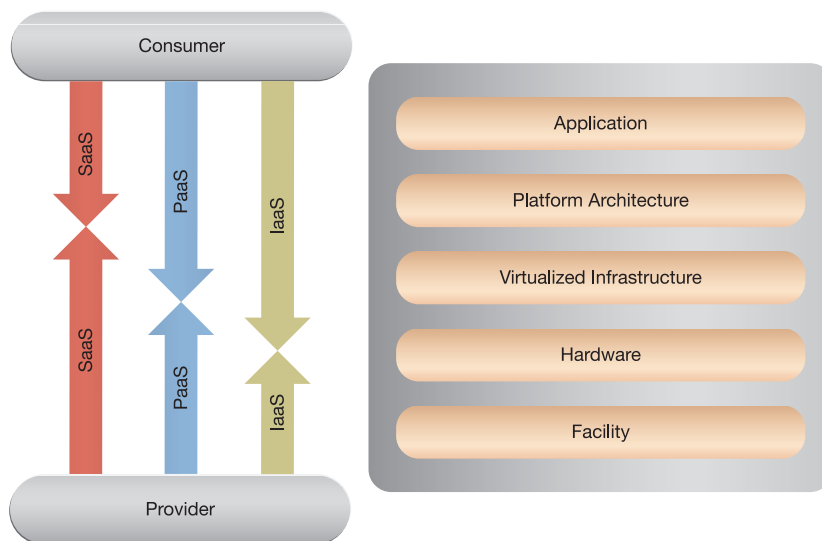 Consumer
SaaS
PaaS
IaaS
SaaS
PaaS
IaaS
Provider
Application
Platform Architecture
Virtualized Infrastructure
Hardware
Facility